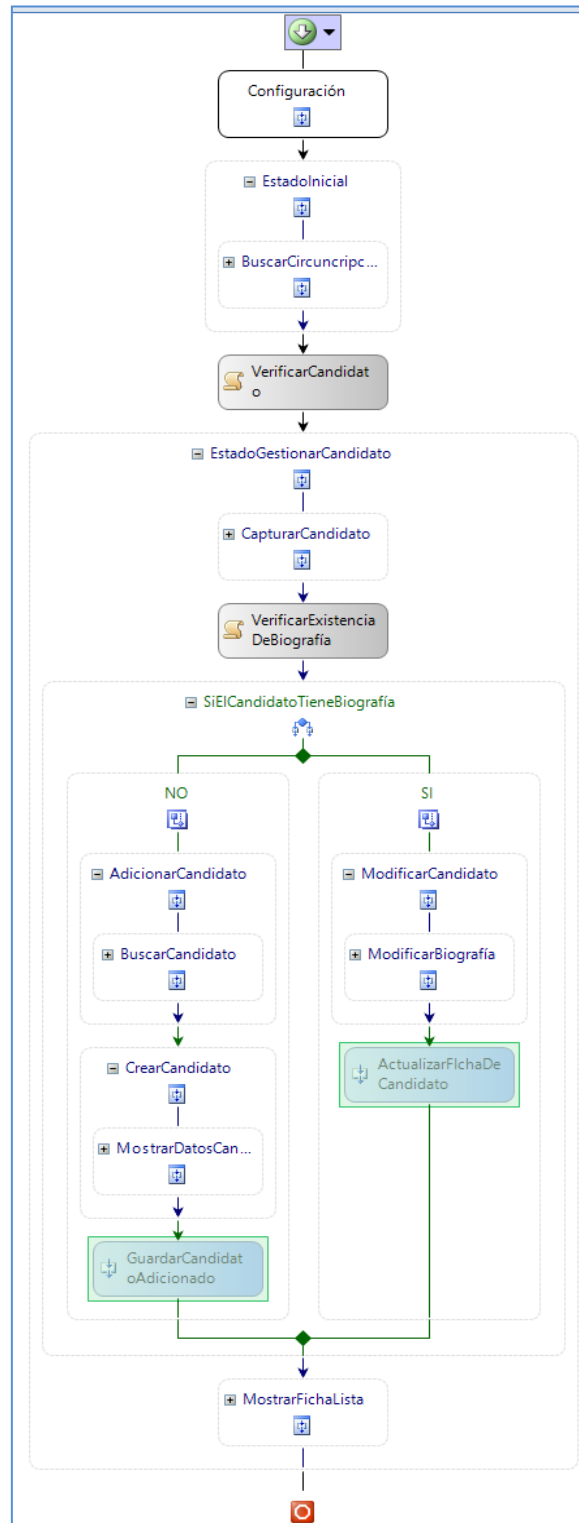 Configuración
EstadoInicial
BuscarCircuncripc...
VerificarCandidat
o
EstadoGestionarCandidato
CapturarCandidato
VerificarExistencia
DeBiografía
SiElCandidatoTieneBiografía
NO
SI
AdicionarCandidato
ModificarCandidato
BuscarCandidato
ModificarBiografía
CrearCandidato
ActualizarFIchaDe
Candidato
MostrarDatosCan...
GuardarCandidat
oAdicionado
MostrarFichaLista